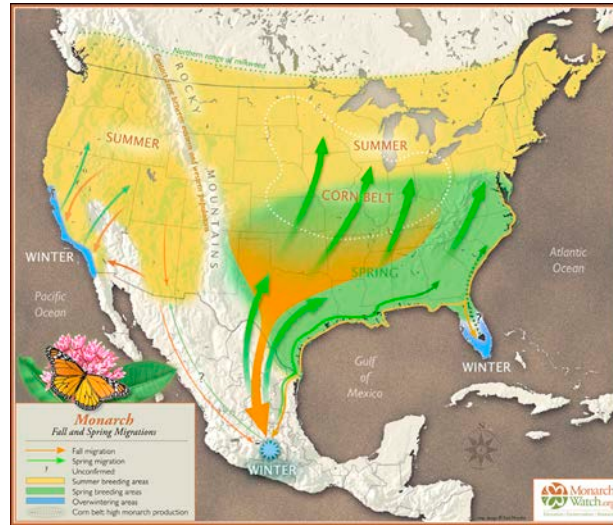 Northern range of milkweed
ROCKY
MOUNTAINS
SUMMER
SUMMER
CORN BELT
SPRING
WINTER
WINTER
WINTER
Pacific
Ocean
Atlantic
Ocean
Gulf
of
Mexico
?
Monarch
Fall and Spring Migrations
Fall migration
Spring migration
? Unconfirmed
Summer breeding areas
Spring breeding areas
Overwintering areas
Corn belt: high monarch production
Monarch
Watch.org